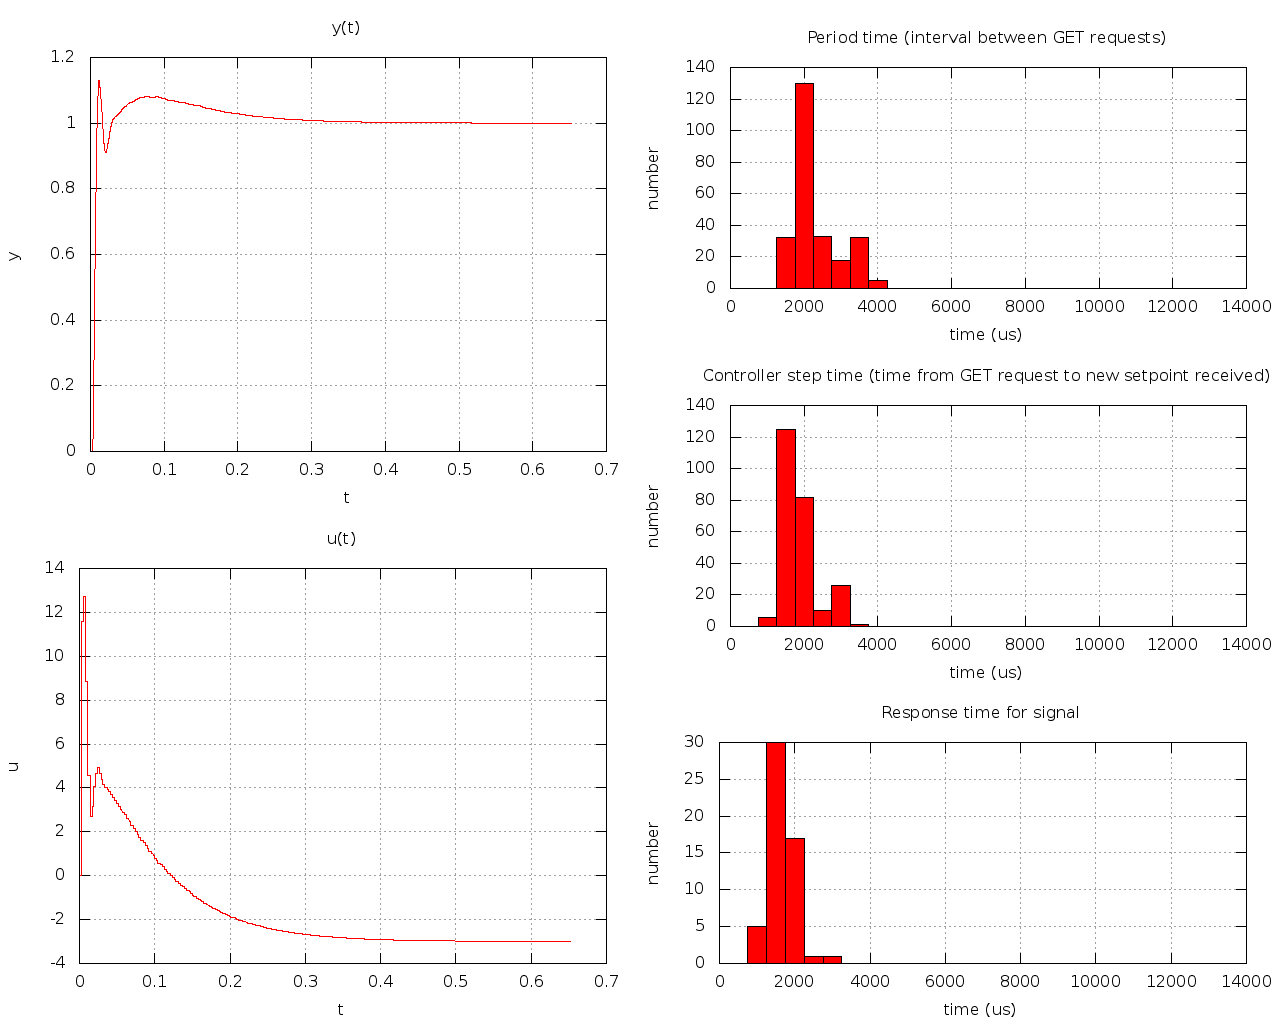 y(t)
1.2
1
0.8
0.6
0.4
0.2
0
y
0 0.1 0.2 0.3 0.4 0.5 0.6 0.7
t
u(t)
14
12
10
8
6
4
2
0
-2
-4
u
0 0.1 0.2 0.3 0.4 0.5 0.6 0.7
t
Period time (interval between GET requests)
140
120
100
80
60
40
20
0
number
0 2000 4000 6000 8000 10000 12000 14000
time (us)
Controller step time (time from GET request to new setpoint received)
140
120
100
80
60
40
20
0
number
0 2000 4000 6000 8000 10000 12000 14000
time (us)
Response time for signal
30
25
20
15
10
5
0
number
0 2000 4000 6000 8000 10000 12000 14000
time (us)